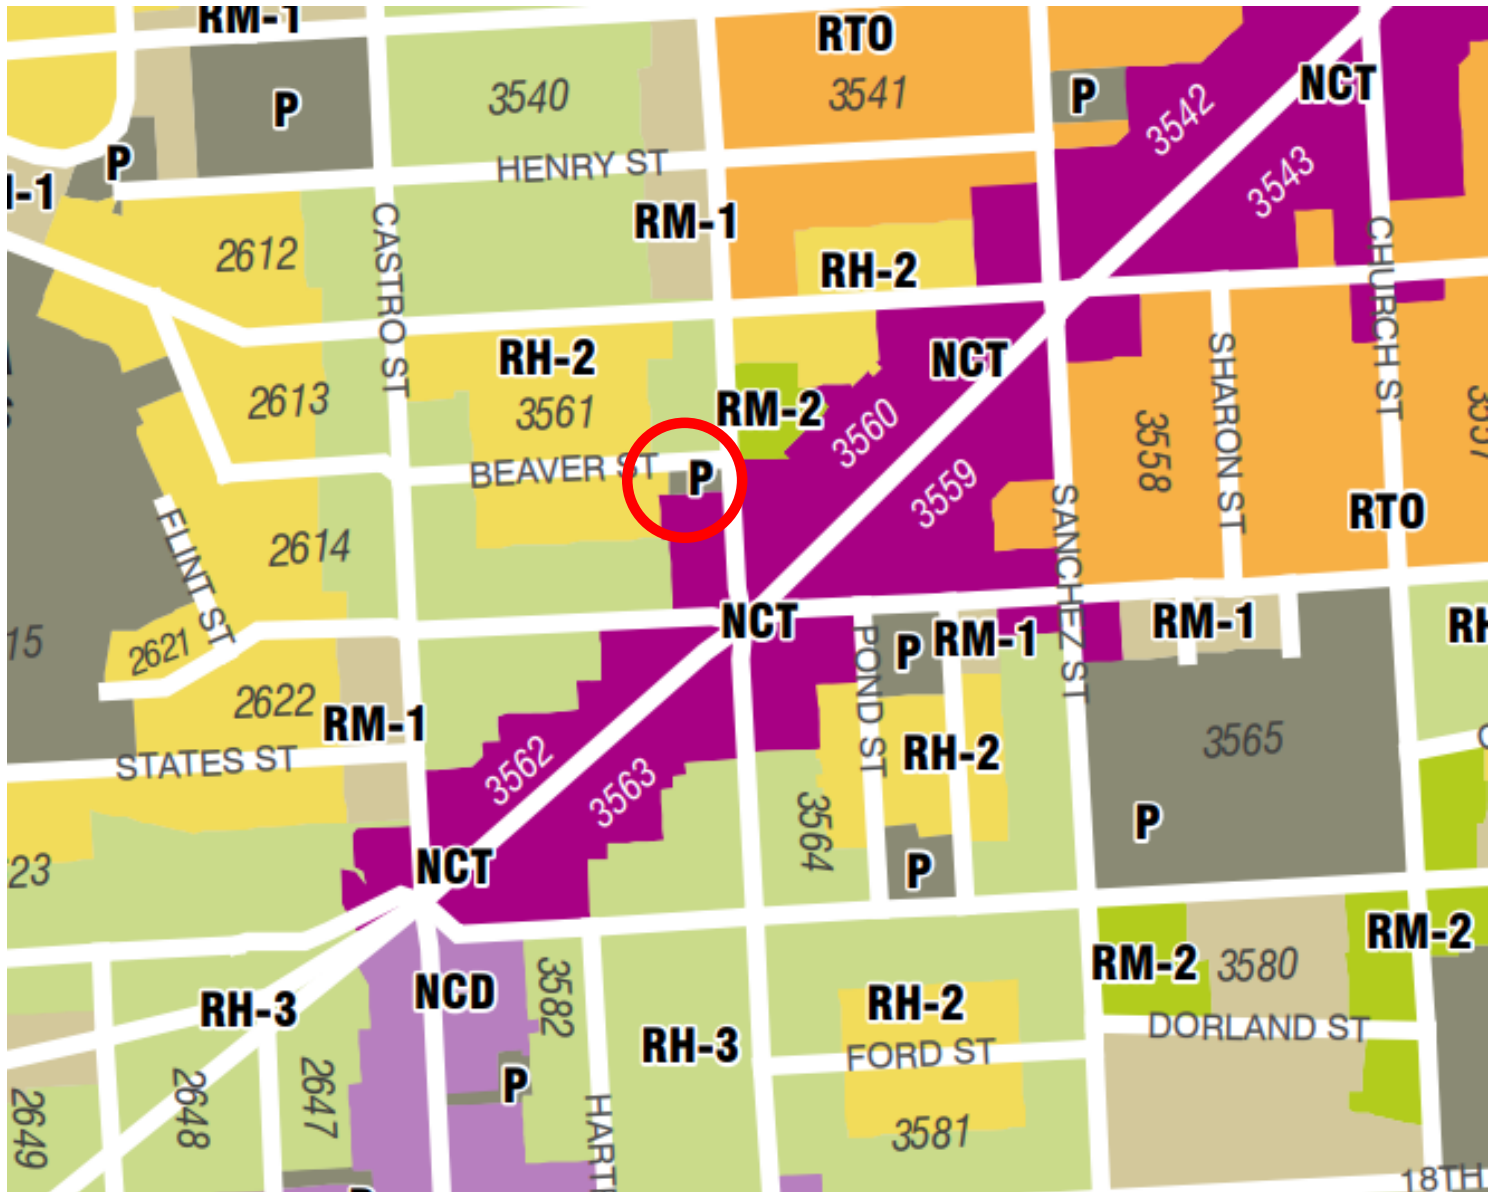 RM-1
RTO
P
3540
3541
P
NCT
3542
P
HENRY ST
3543
RM-1
2612
CASTRO ST
RH-2
CHURCH ST
RH-2
NCT
SHARON ST
2613
3561
RM-2
3560
3558
BEAVER ST
P
3559
SANCHEZ ST
RTO
FLINT ST
2614
NCT
RM-1
P
RM-1
POND ST
2621
15
2622
RM-1
RH-2
3565
STATES ST
3562
3563
3564
P
NCT
P
23
RM-2
NCD
RM-2
3580
3582
RH-2
RH-3
DORLAND ST
RH-3
FORD ST
P
2649
2648
2647
HART
3581
18TH